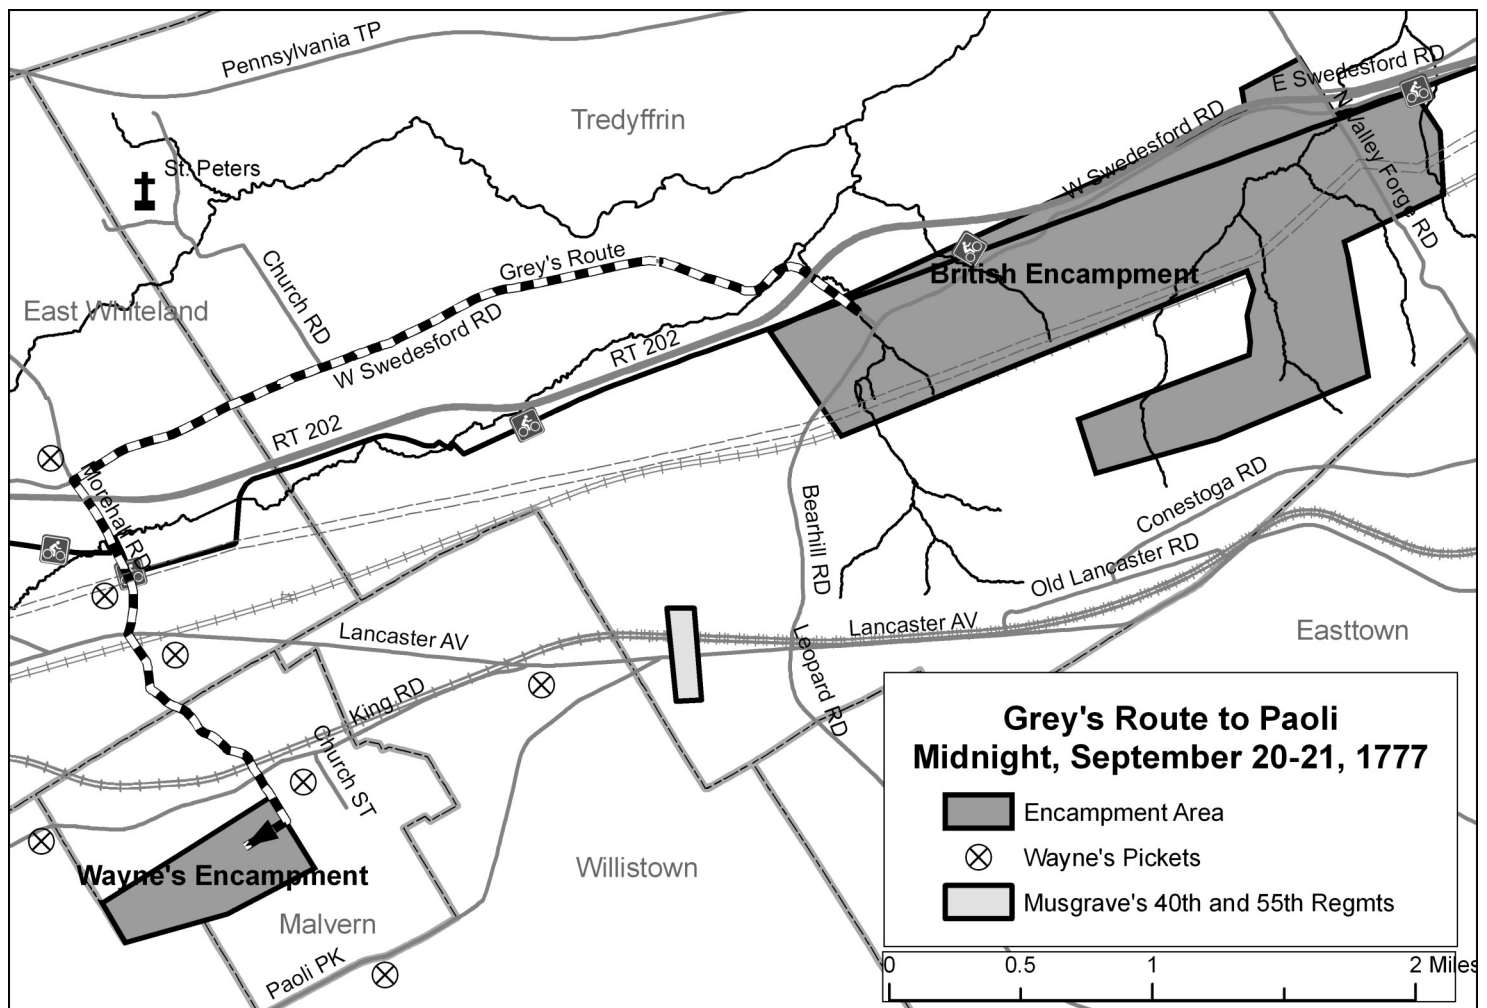 Pennsylvania TP
Tredyffrin
E Swedesford RD
W Swedesford RD
N Valley Forge RD
St. Peters
Church RD
Grey's Route
British Encampment
East Whiteland
W Swedesford RD
RT 202
RT 202
Morehall RD
Bearhill RD
Conestoga RD
Old Lancaster RD
Lancaster AV
Lancaster AV
Leopard RD
Easttown
King RD
Church ST
Wayne's Encampment
Willistown
Malvern
Paoli PK
Grey's Route to Paoli
Midnight, September 20-21, 1777
Encampment Area
Wayne's Pickets
Musgrave's 40th and 55th Regmts
0 0.5 1 2 Miles